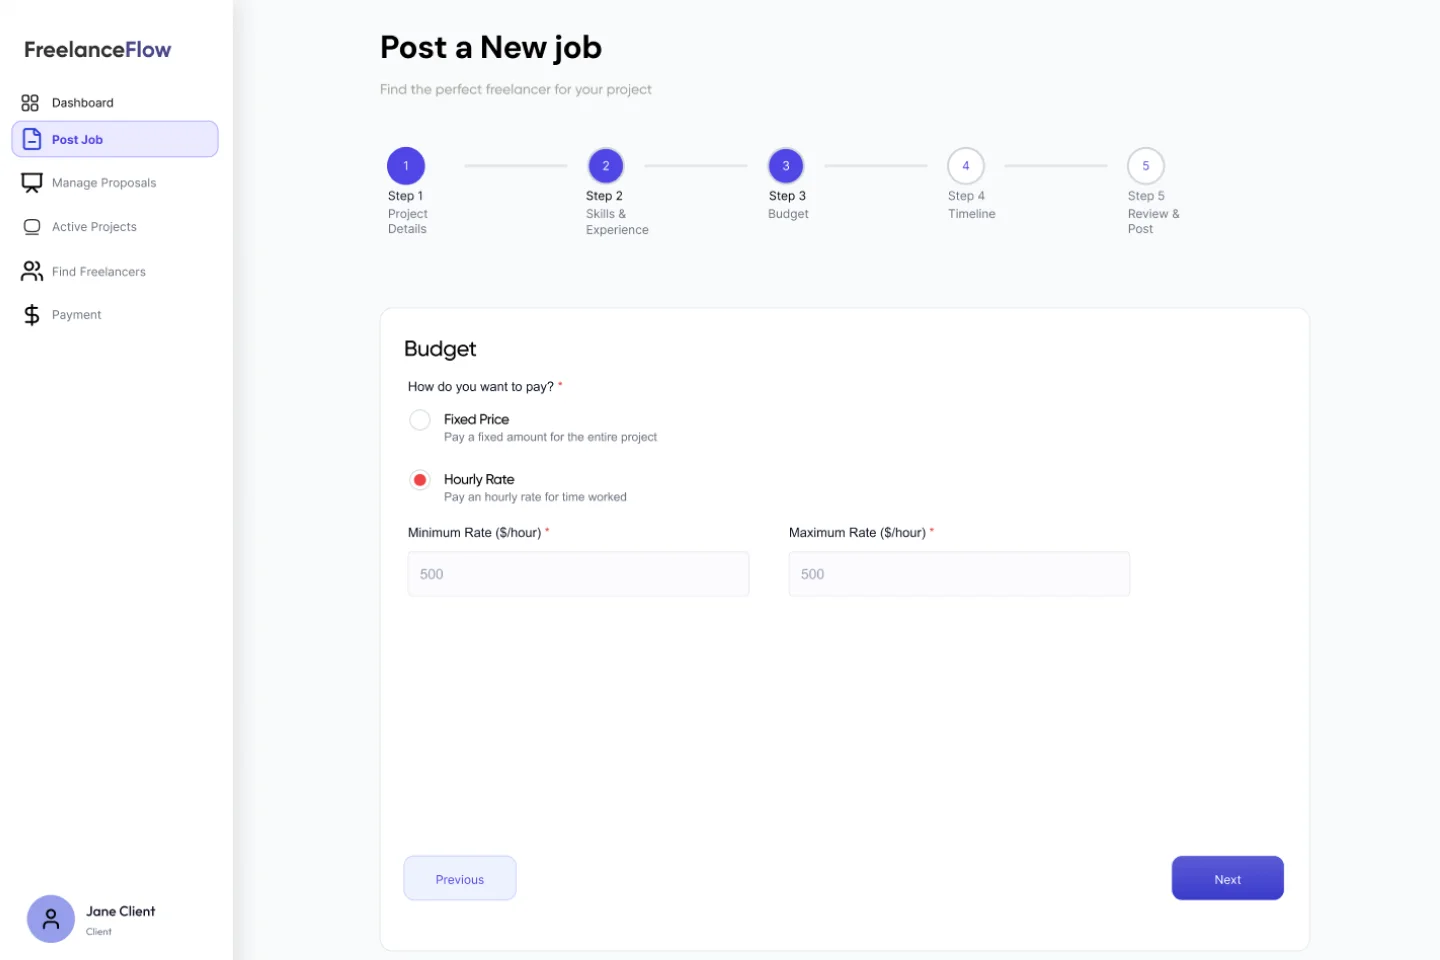 FreelanceFlow
Dashboard
Post Job
Manage Proposals
Active Projects
Find Freelancers
Payment
Jane Client
Client
Post a New job
Find the perfect freelancer for your project
1
Step 1
Project
Details
2
Step 2
Skills &
Experience
3
Step 3
Budget
4
Step 4
Timeline
5
Step 5
Review &
Post
Budget
How do you want to pay? *
Fixed Price
Pay a fixed amount for the entire project
Hourly Rate
Pay an hourly rate for time worked
Minimum Rate ($/hour) *
500
Maximum Rate ($/hour) *
500
Previous
Next